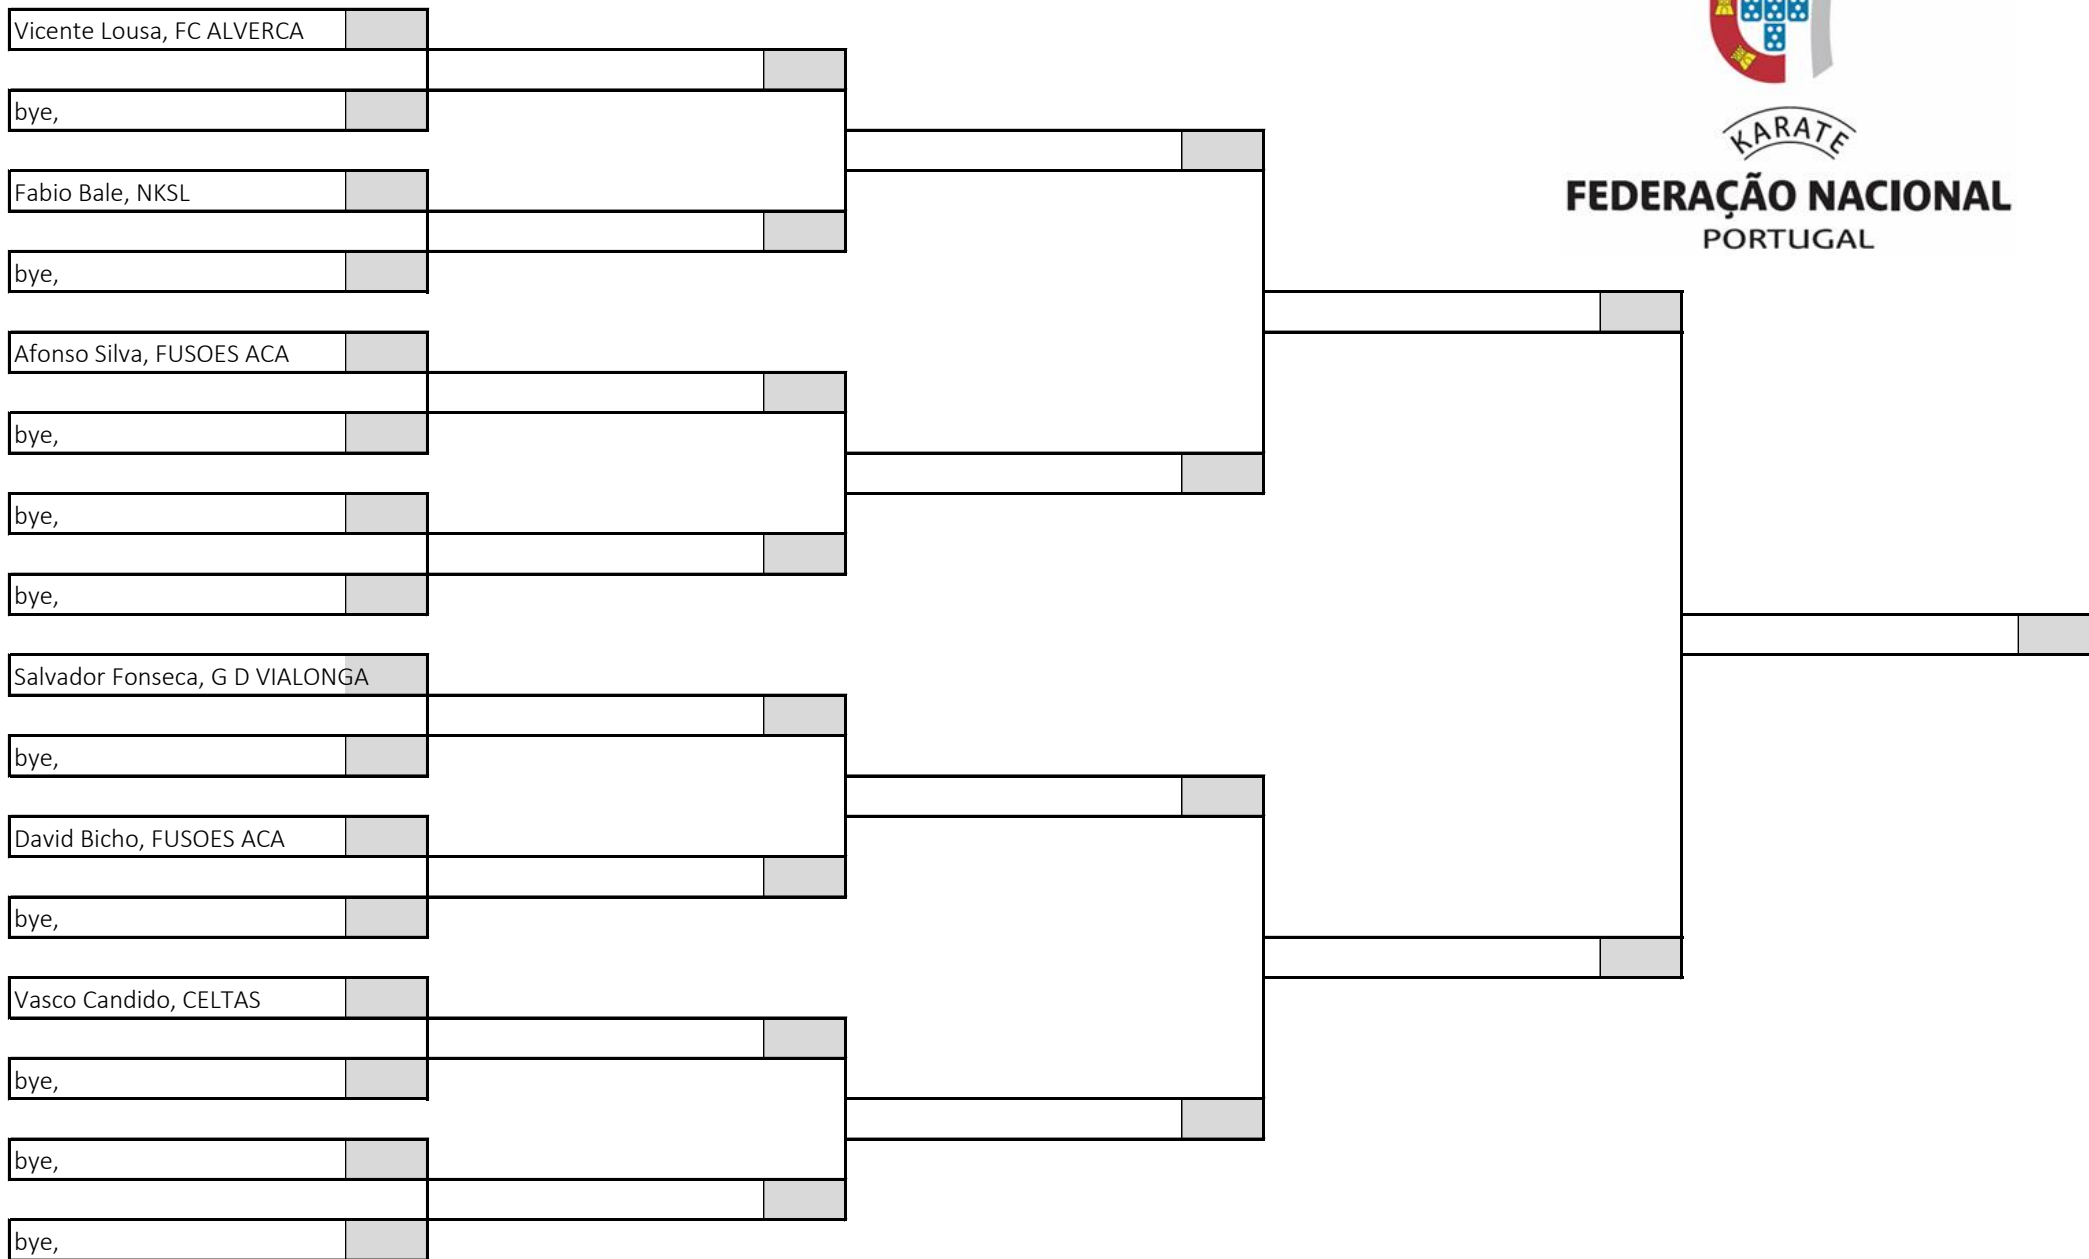 Vicente Lousa, FC ALVERCA
bye,
Fabio Bale, NKSL
bye,
Afonso Silva, FUSOES ACA
bye,
bye,
bye,
Salvador Fonseca, G D VIALONGA
bye,
David Bicho, FUSOES ACA
bye,
Vasco Candido, CELTAS
bye,
bye,
bye,
KARATE
FEDERAÇÃO NACIONAL
PORTUGAL